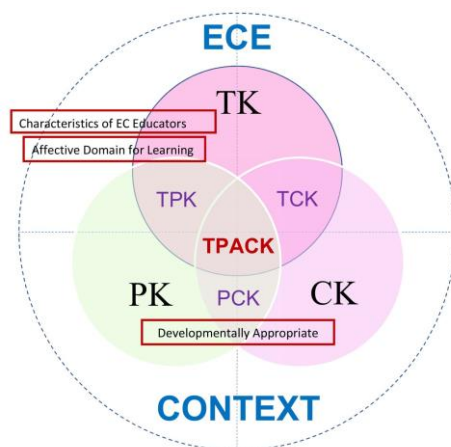 ECE
TK
Characteristics of EC Educators
Affective Domain for Learning
TPK
TCK
TPACK
PK
PCK
CK
Developmentally Appropriate
CONTEXT